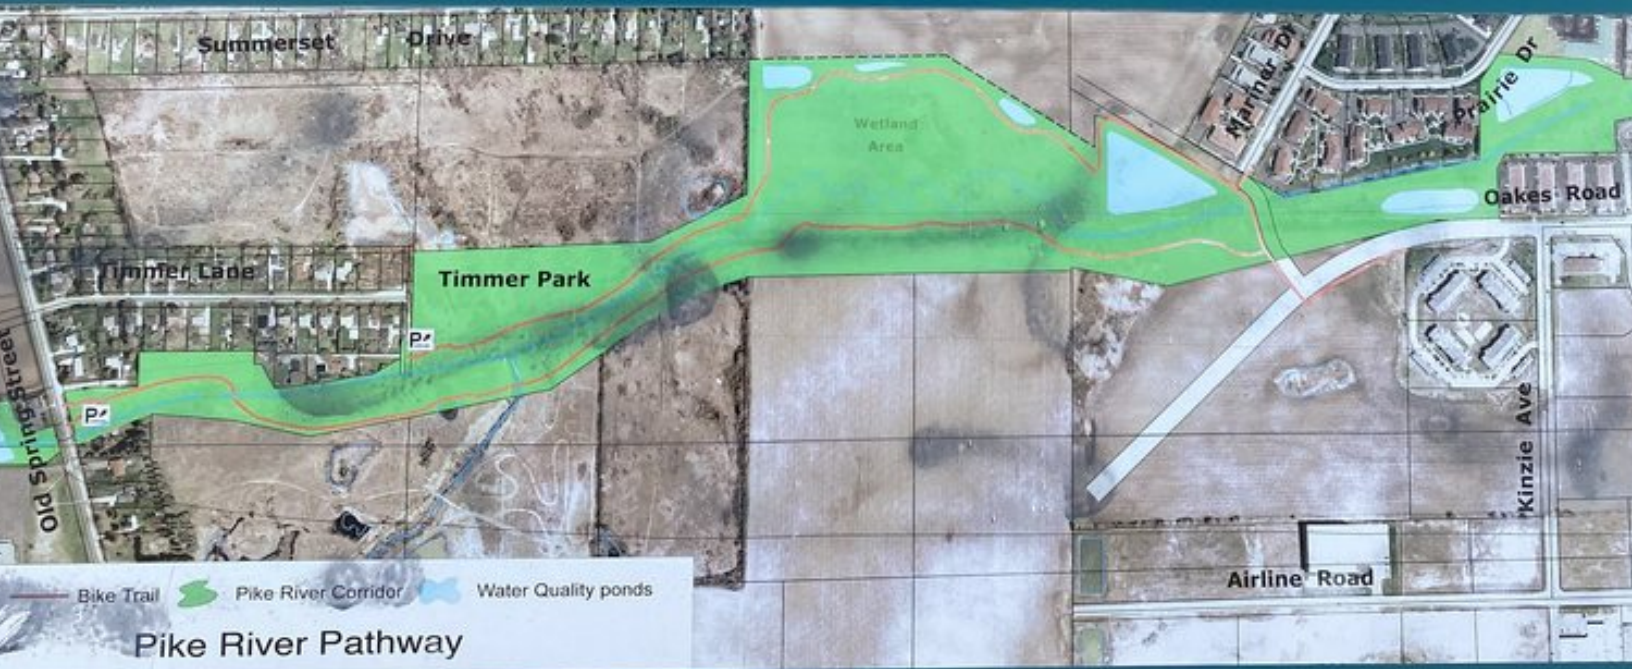 Summerset Drive
Marmor Dr
Prairie Dr
Wetland
Area
Oakes Road
Timmer Lane
Timmer Park
P
P
Old Spring Street
Kinzie Ave
Airline Road
Bike Trail
Pike River Corridor
Water Quality ponds
Pike River Pathway